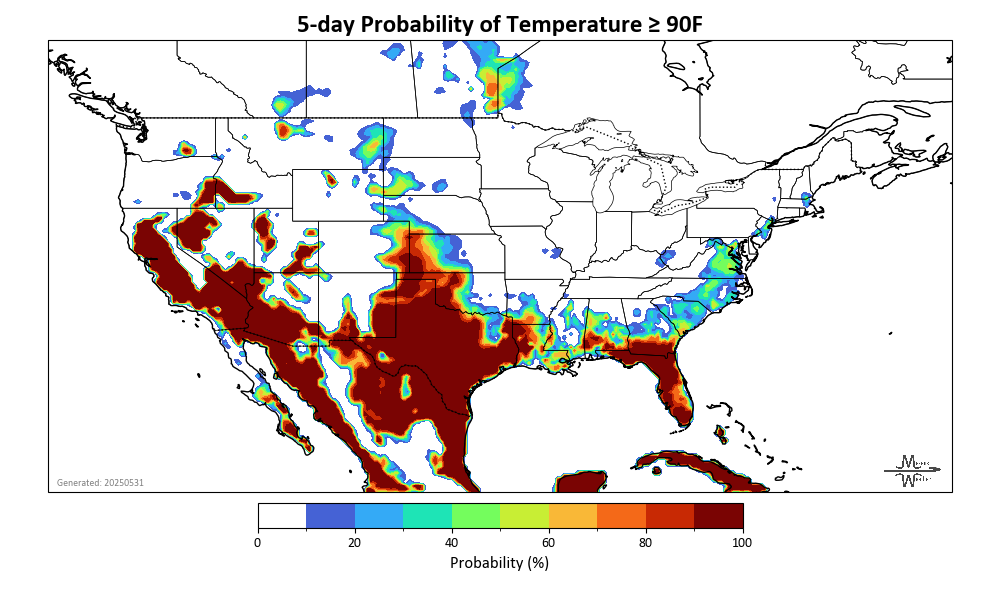 5-day Probability of Temperature ≥ 90F
Generated: 20250531
0 20 40 60 80 100
Probability (%)